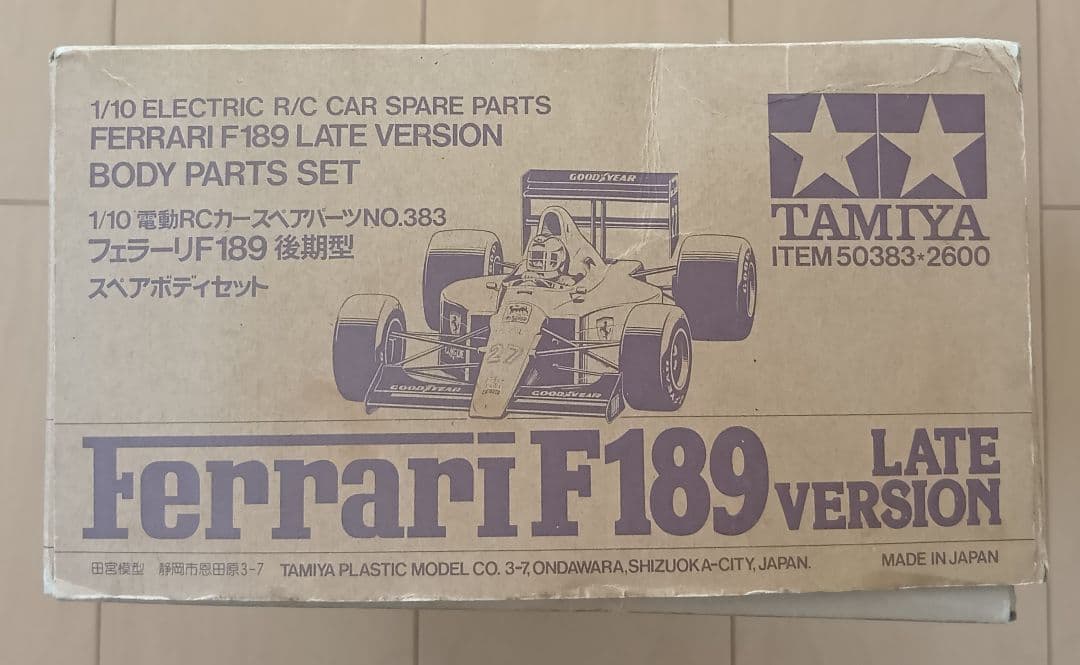 1/10 ELECTRIC R/C CAR SPARE PARTS
FERRARI F189 LATE VERSION
BODY PARTS SET
1/10 電動RCカースペアパーツNO.383
フェラーリF189 後期型
スペアボディセット
TAMIYA
ITEM 50383★2600
GOODYEAR
27
GOODYEAR
GOODYEAR
Ferrari F189
LATE
VERSION
田宮模型 静岡市恩田原3-7 TAMIYA PLASTIC MODEL CO. 3-7, ONDAWARA, SHIZUOKA-CITY, JAPAN.
MADE IN JAPAN